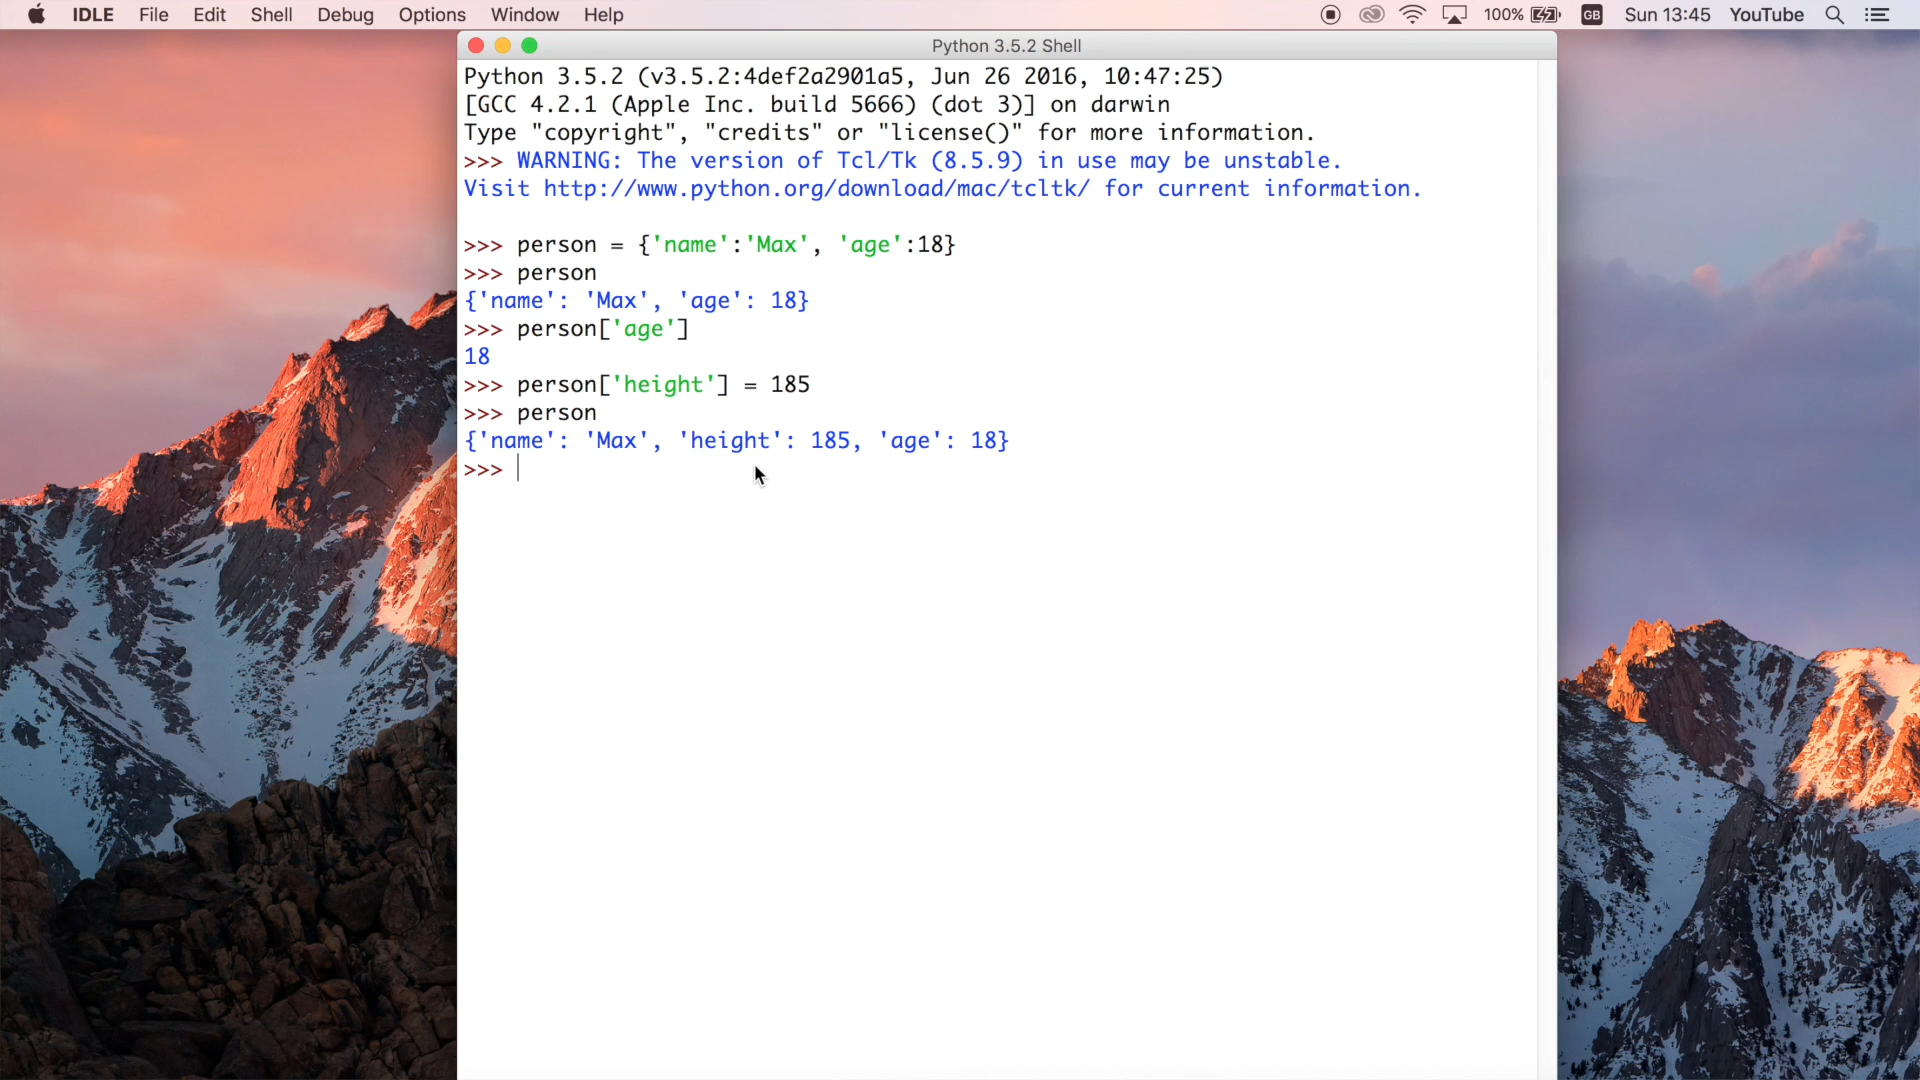 IDLE File Edit Shell Debug Options Window Help 100% GB Sun 13:45 YouTube
Python 3.5.2 Shell
Python 3.5.2 (v3.5.2:4def2a2901a5, Jun 26 2016, 10:47:25)
[GCC 4.2.1 (Apple Inc. build 5666) (dot 3)] on darwin
Type "copyright", "credits" or "license()" for more information.
>>> WARNING: The version of Tcl/Tk (8.5.9) in use may be unstable.
Visit http://www.python.org/download/mac/tcltk/ for current information.
>>> person = {'name':'Max', 'age':18}
>>> person
{'name': 'Max', 'age': 18}
>>> person['age']
18
>>> person['height'] = 185
>>> person
{'name': 'Max', 'height': 185, 'age': 18}
>>>